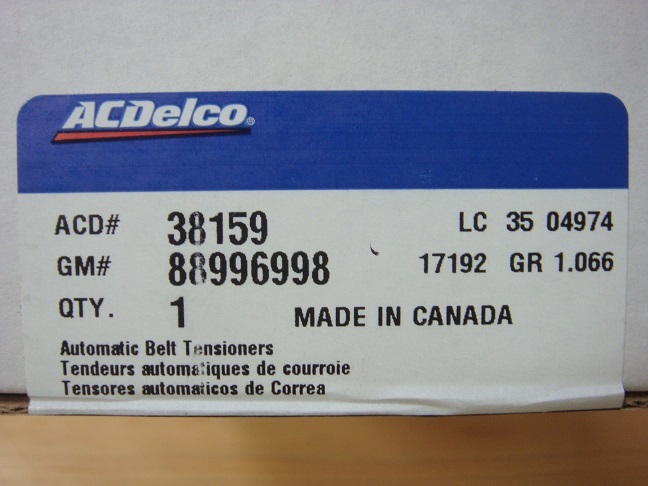 ACDelco®
ACD# 38159 LC 35 04974
GM# 88996998 17192 GR 1.066
QTY. 1 MADE IN CANADA
Automatic Belt Tensioners
Tendeurs automatiques de courroie
Tensores automaticos de Correa